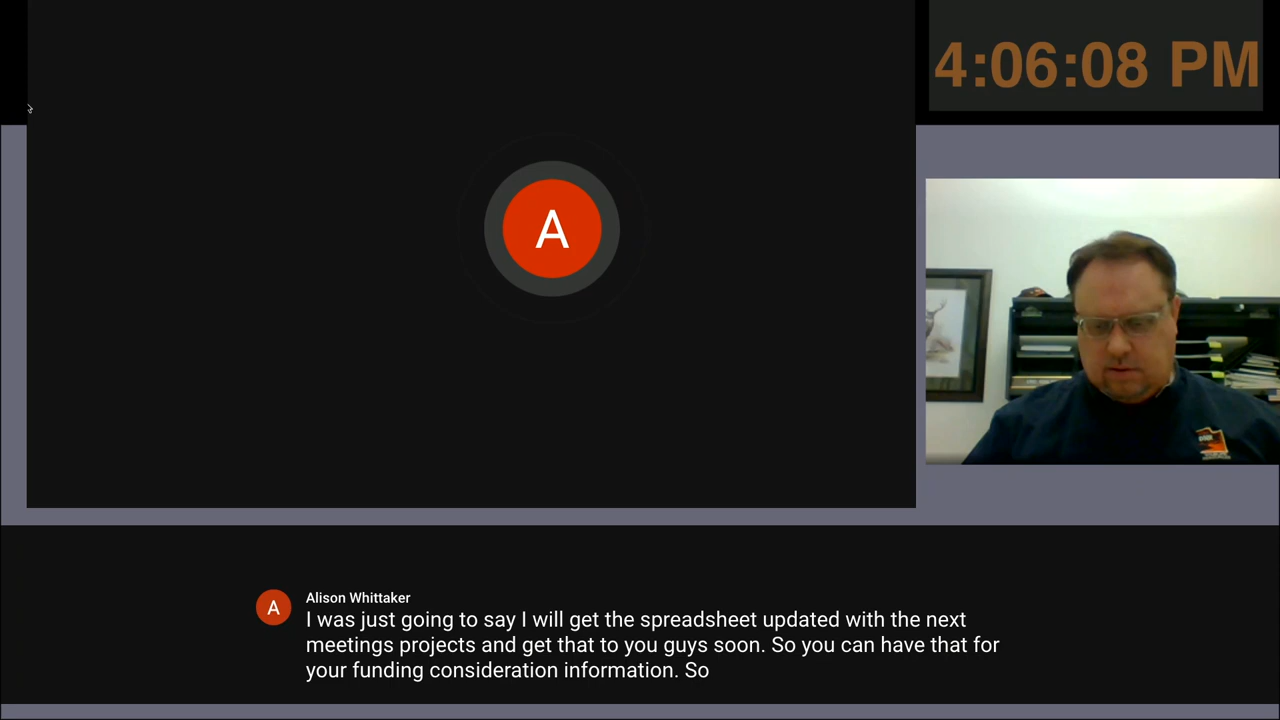 4:06:08 PM
A
A
Alison Whittaker
I was just going to say I will get the spreadsheet updated with the next
meetings projects and get that to you guys soon. So you can have that for
your funding consideration information. So